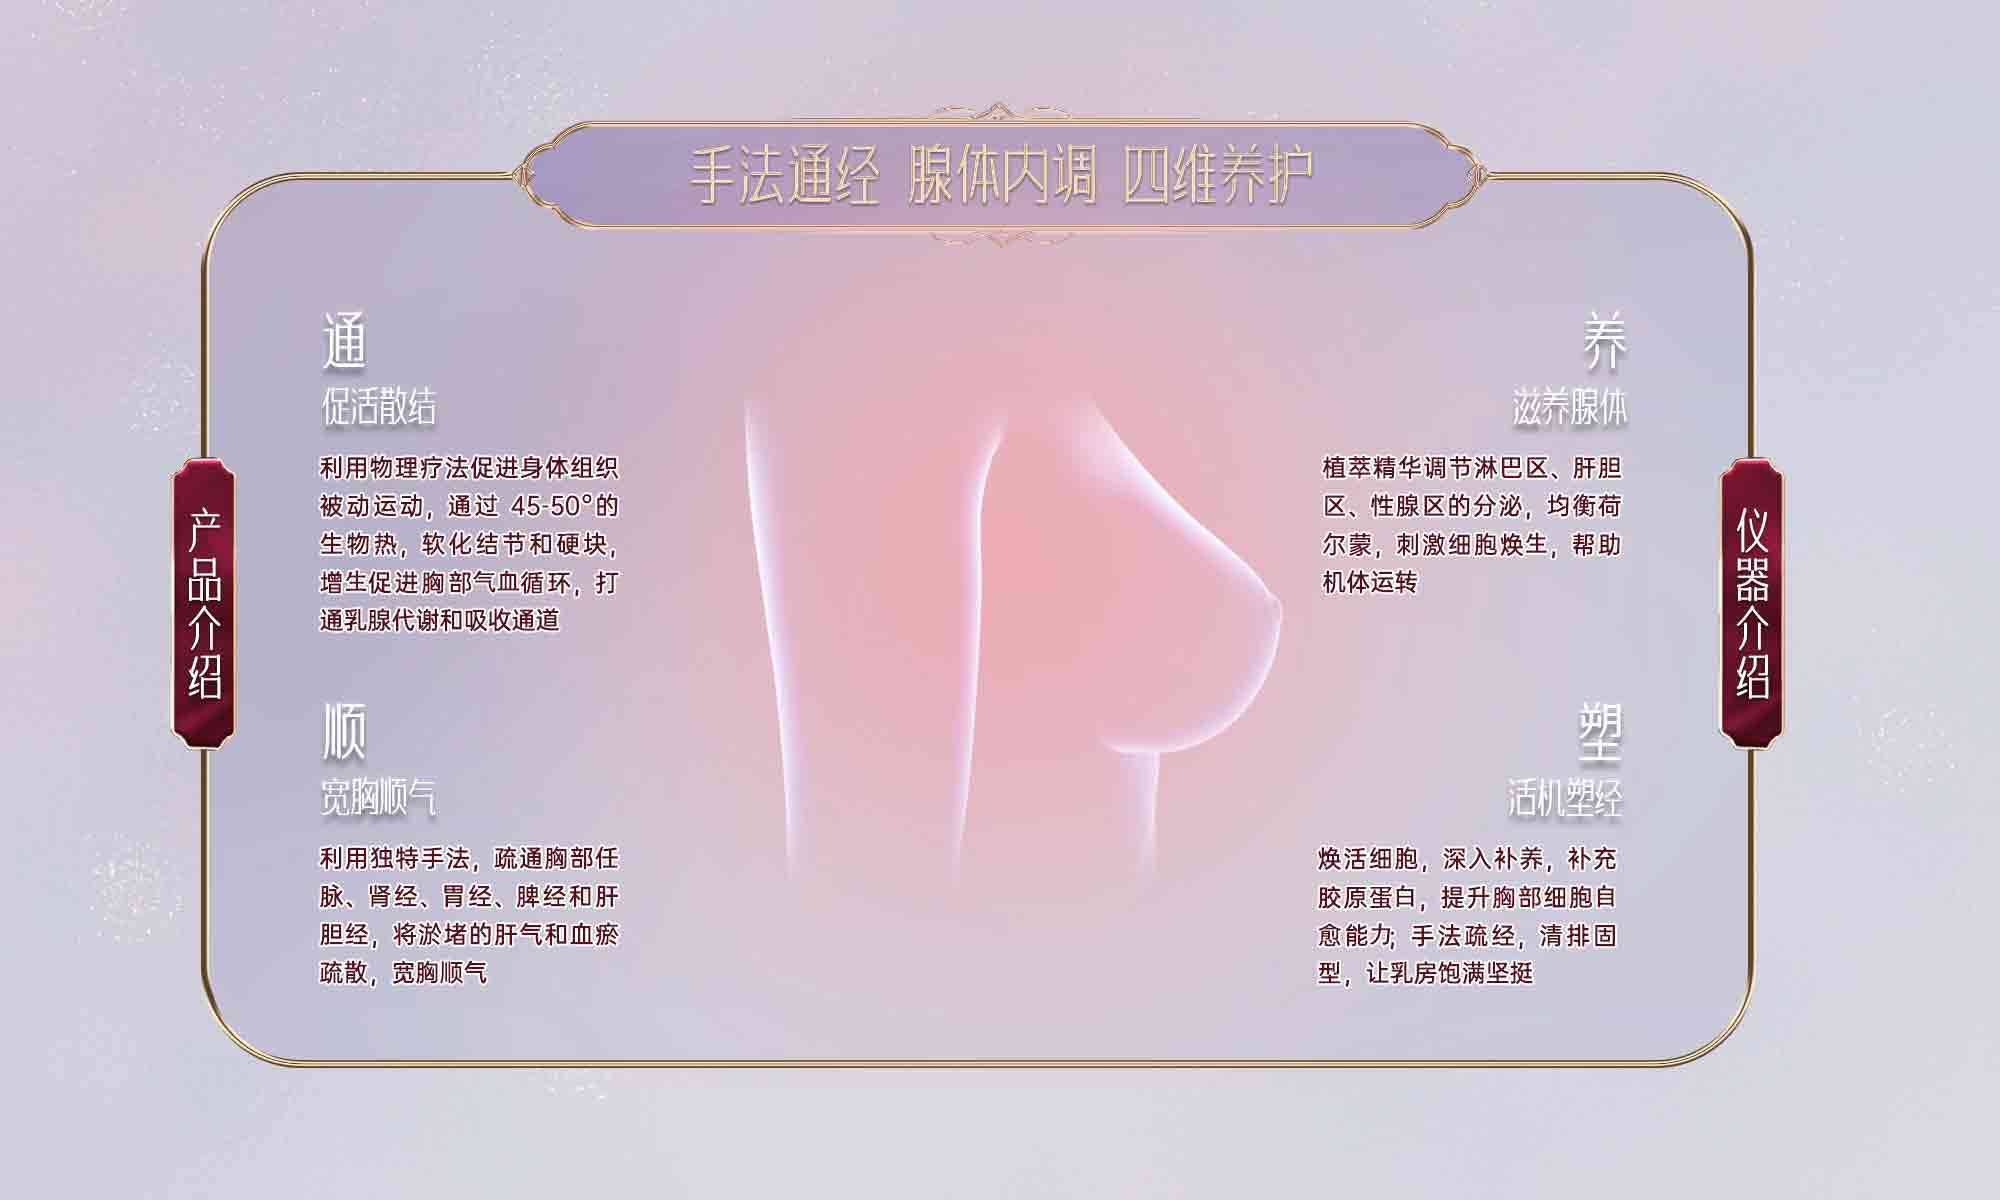 手法通经 腺体内调 四维养护
通
促活散结
利用物理疗法促进身体组织
被动运动，通过 45-50°的
生物热，软化结节和硬块，
增生促进胸部气血循环，打
通乳腺代谢和吸收通道
顺
宽胸顺气
利用独特手法，疏通胸部任
脉、肾经、胃经、脾经和肝
胆经，将淤堵的肝气和血瘀
疏散，宽胸顺气
养
滋养腺体
植萃精华调节淋巴区、肝胆
区、性腺区的分泌，均衡荷
尔蒙，刺激细胞焕生，帮助
机体运转
塑
活机塑经
焕活细胞，深入补养，补充
胶原蛋白，提升胸部细胞自
愈能力；手法疏经，清排固
型，让乳房饱满坚挺
产品介绍
仪器介绍